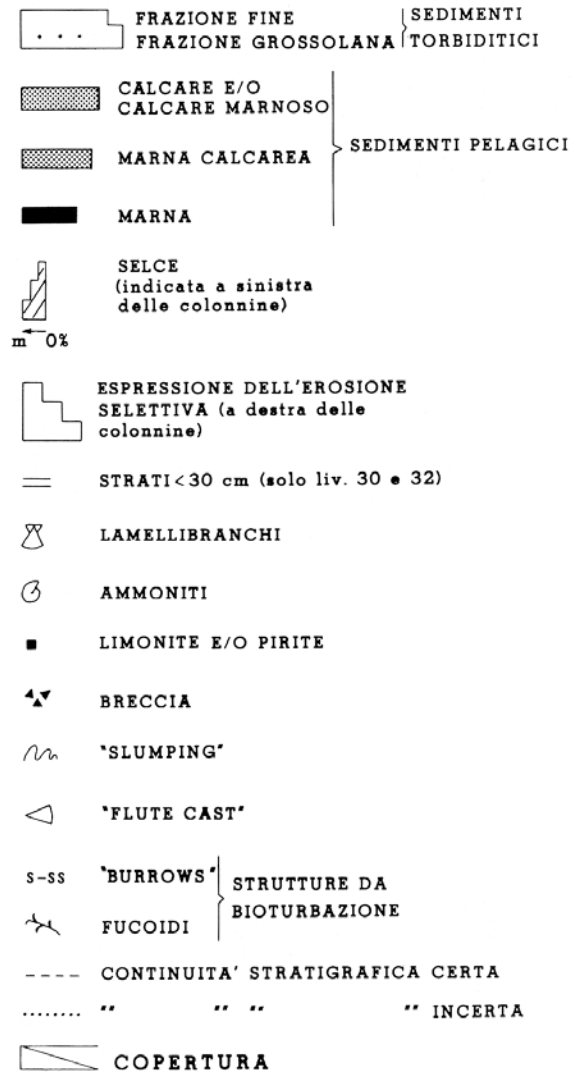 FRAZIONE FINE
FRAZIONE GROSSOLANA
SEDIMENTI
TORBIDITICI
CALCARE E/O
CALCARE MARNOSO
MARNA CALCAREA
SEDIMENTI PELAGICI
MARNA
SELCE
(indicata a sinistra
delle colonnine)
m 0%
ESPRESSIONE DELL'EROSIONE
SELETTIVA (a destra delle
colonnine)
STRATI<30 cm (solo liv. 30 e 32)
LAMELLIBRANCHI
AMMONITI
LIMONITE E/O PIRITE
BRECCIA
"SLUMPING"
"FLUTE CAST"
S-SS "BURROWS"
FUCOIDI
STRUTTURE DA
BIOTURBAZIONE
CONTINUITA' STRATIGRAFICA CERTA
" " " " INCERTA
COPERTURA